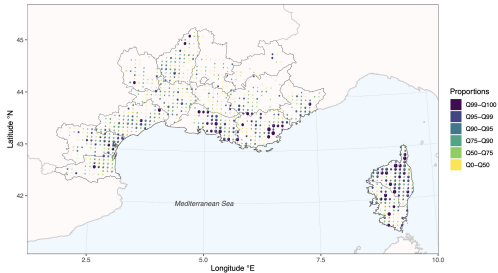 45
44
43
42
Latitude °N
Mediterranean Sea
2.5
5.0
7.5
10.0
Longitude °E
Proportions
Q99–Q100
Q95–Q99
Q90–Q95
Q75–Q90
Q50–Q75
Q0–Q50